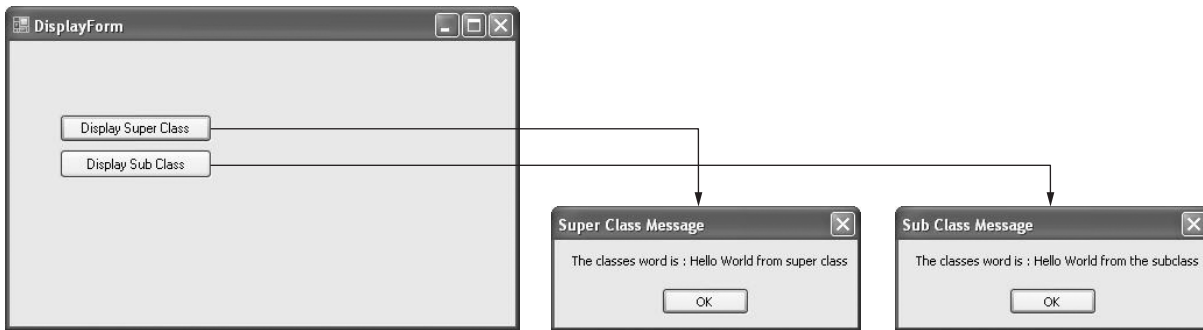 DisplayForm
Display Super Class
Display Sub Class
Super Class Message
The classes word is : Hello World from super class
OK
Sub Class Message
The classes word is : Hello World from the subclass
OK